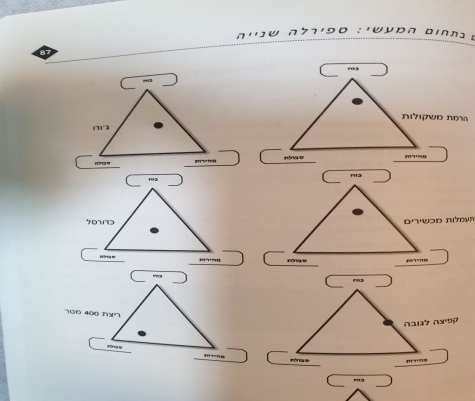 בתחום המעשי: ספירלה שנייה
87
כוח
הרמת משקולות
מהירות
סבולת
כוח
ג׳ודו
מהירות
סבולת
כוח
התעמלות מכשירים
מהירות
סבולת
כוח
כדורסל
מהירות
סבולת
כוח
קפיצה לגובה
מהירות
סבולת
כוח
ריצת 400 מטר
מהירות
סבולת
כוח